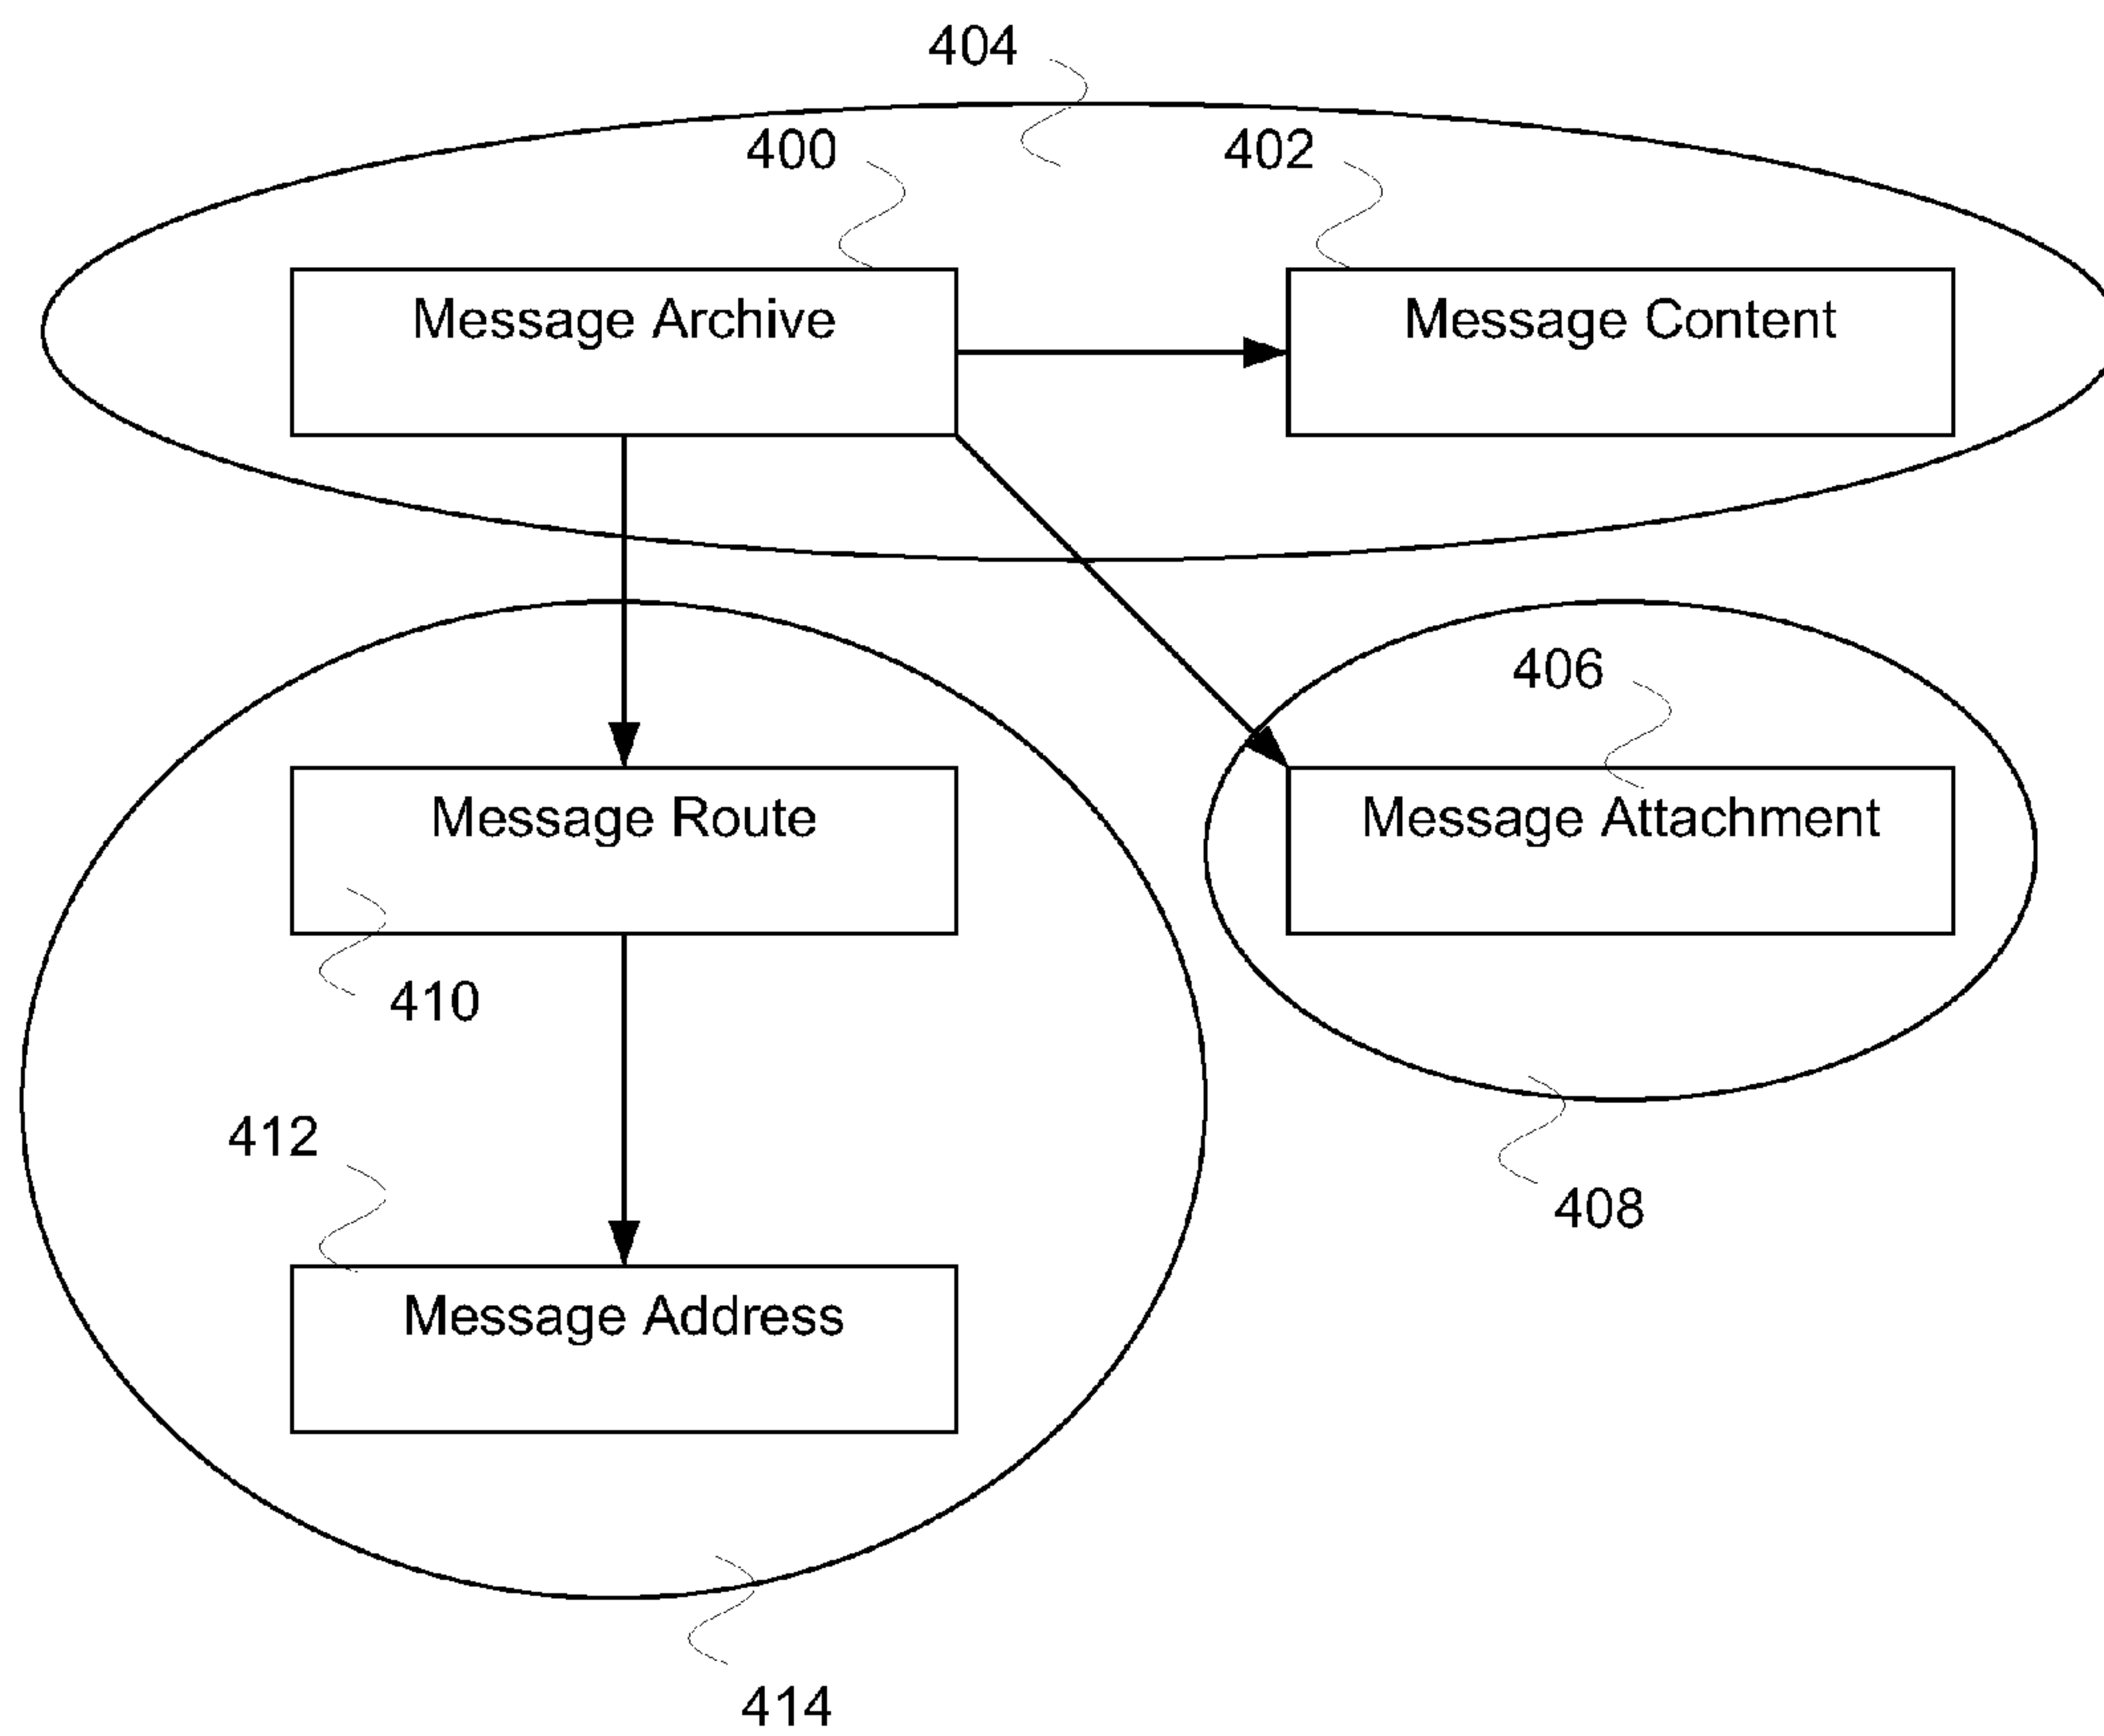 404
400
402
Message Archive
Message Content
406
Message Route
Message Attachment
410
412
408
Message Address
414